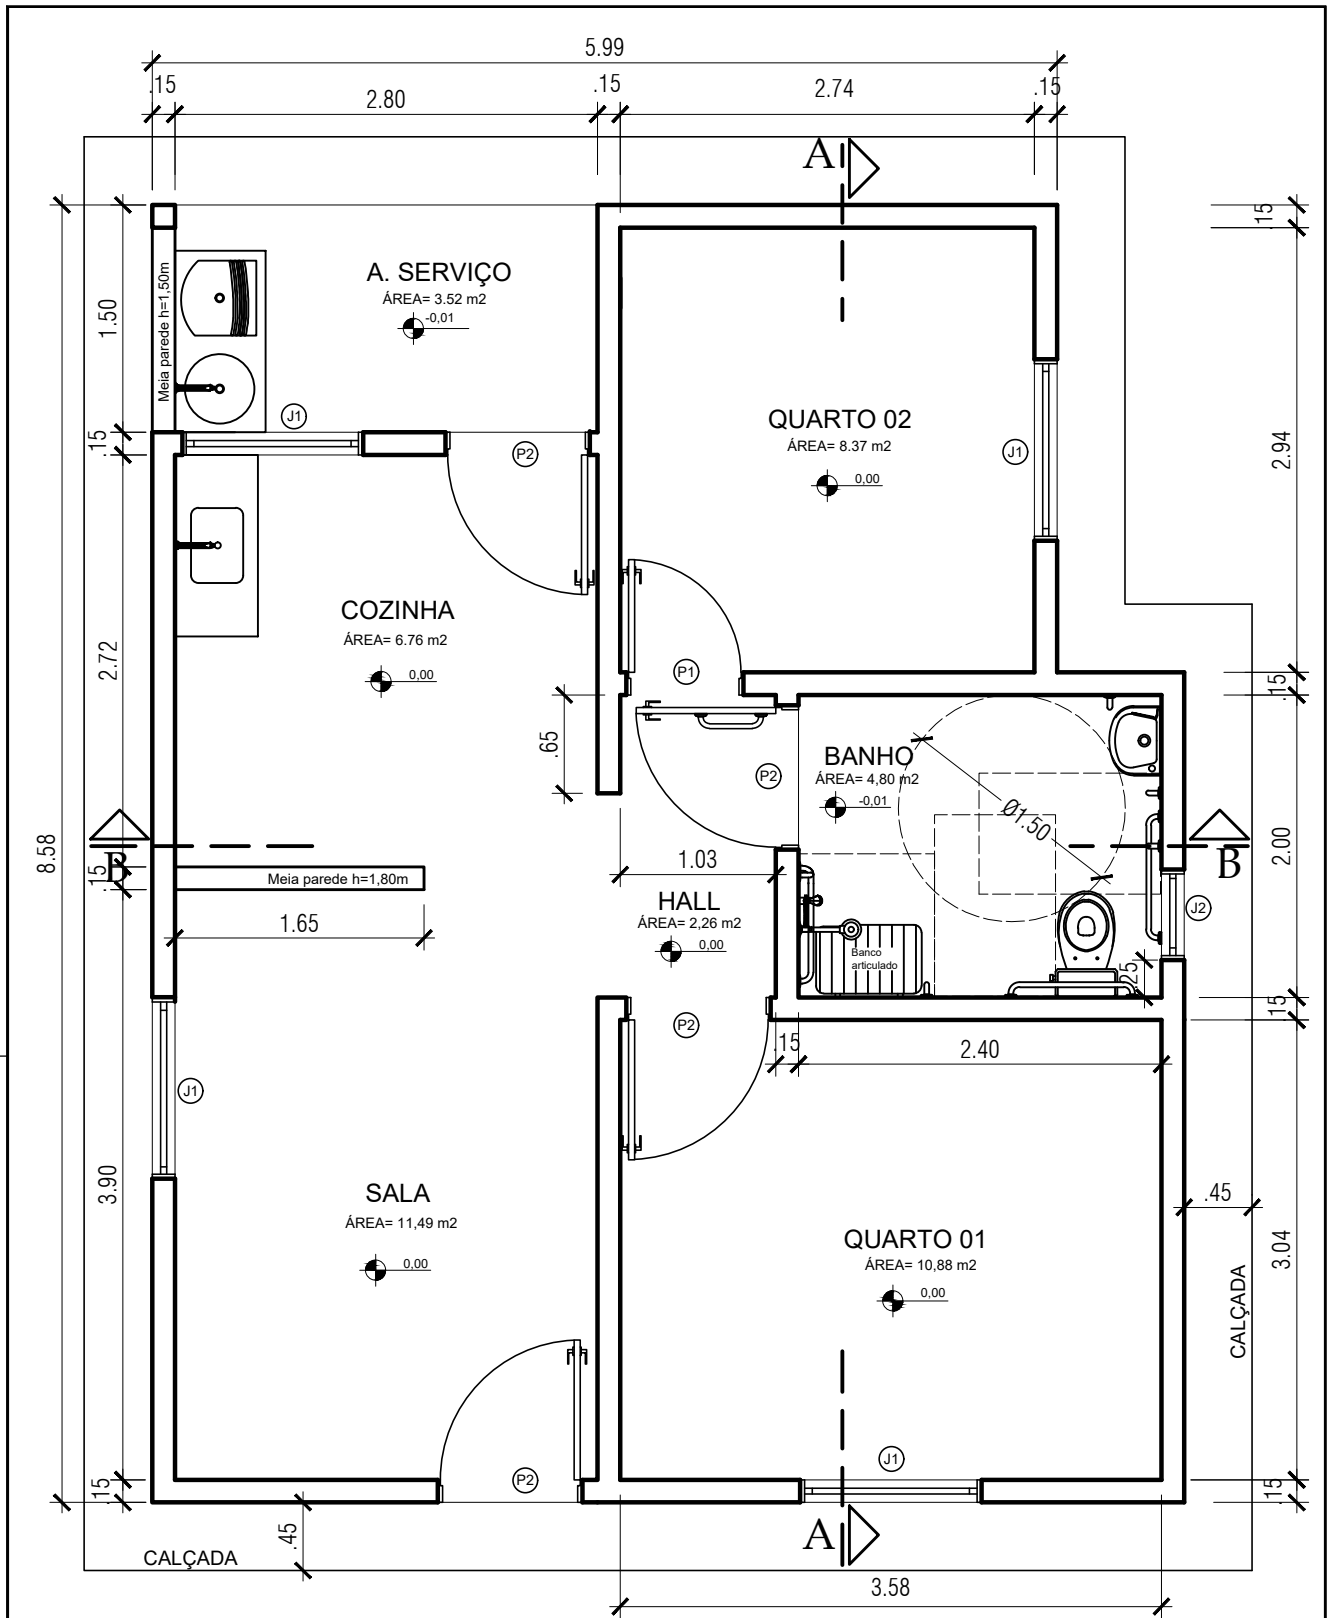 5.99
.15
2.80
.15
2.74
.15
A
.15
A. SERVIÇO
ÁREA= 3.52 m2
-0,01
Meia parede h=1,50m
1.50
J1
QUARTO 02
ÁREA= 8.37 m2
0,00
J1
2.94
.15
P2
COZINHA
ÁREA= 6.76 m2
0,00
2.72
P1
.15
.65
BANHO
ÁREA= 4,80 m2
-0,01
P2
Ø1.50
8.58
B
.15
Meia parede h=1,80m
1.03
B
2.00
1.65
HALL
ÁREA= 2,26 m2
0,00
J2
Banco
articulado
.25
P2
.15
2.40
.15
J1
3.90
SALA
ÁREA= 11,49 m2
0,00
.45
QUARTO 01
ÁREA= 10,88 m2
0,00
3.04
CALÇADA
J1
P2
.15
.15
A
.45
CALÇADA
3.58